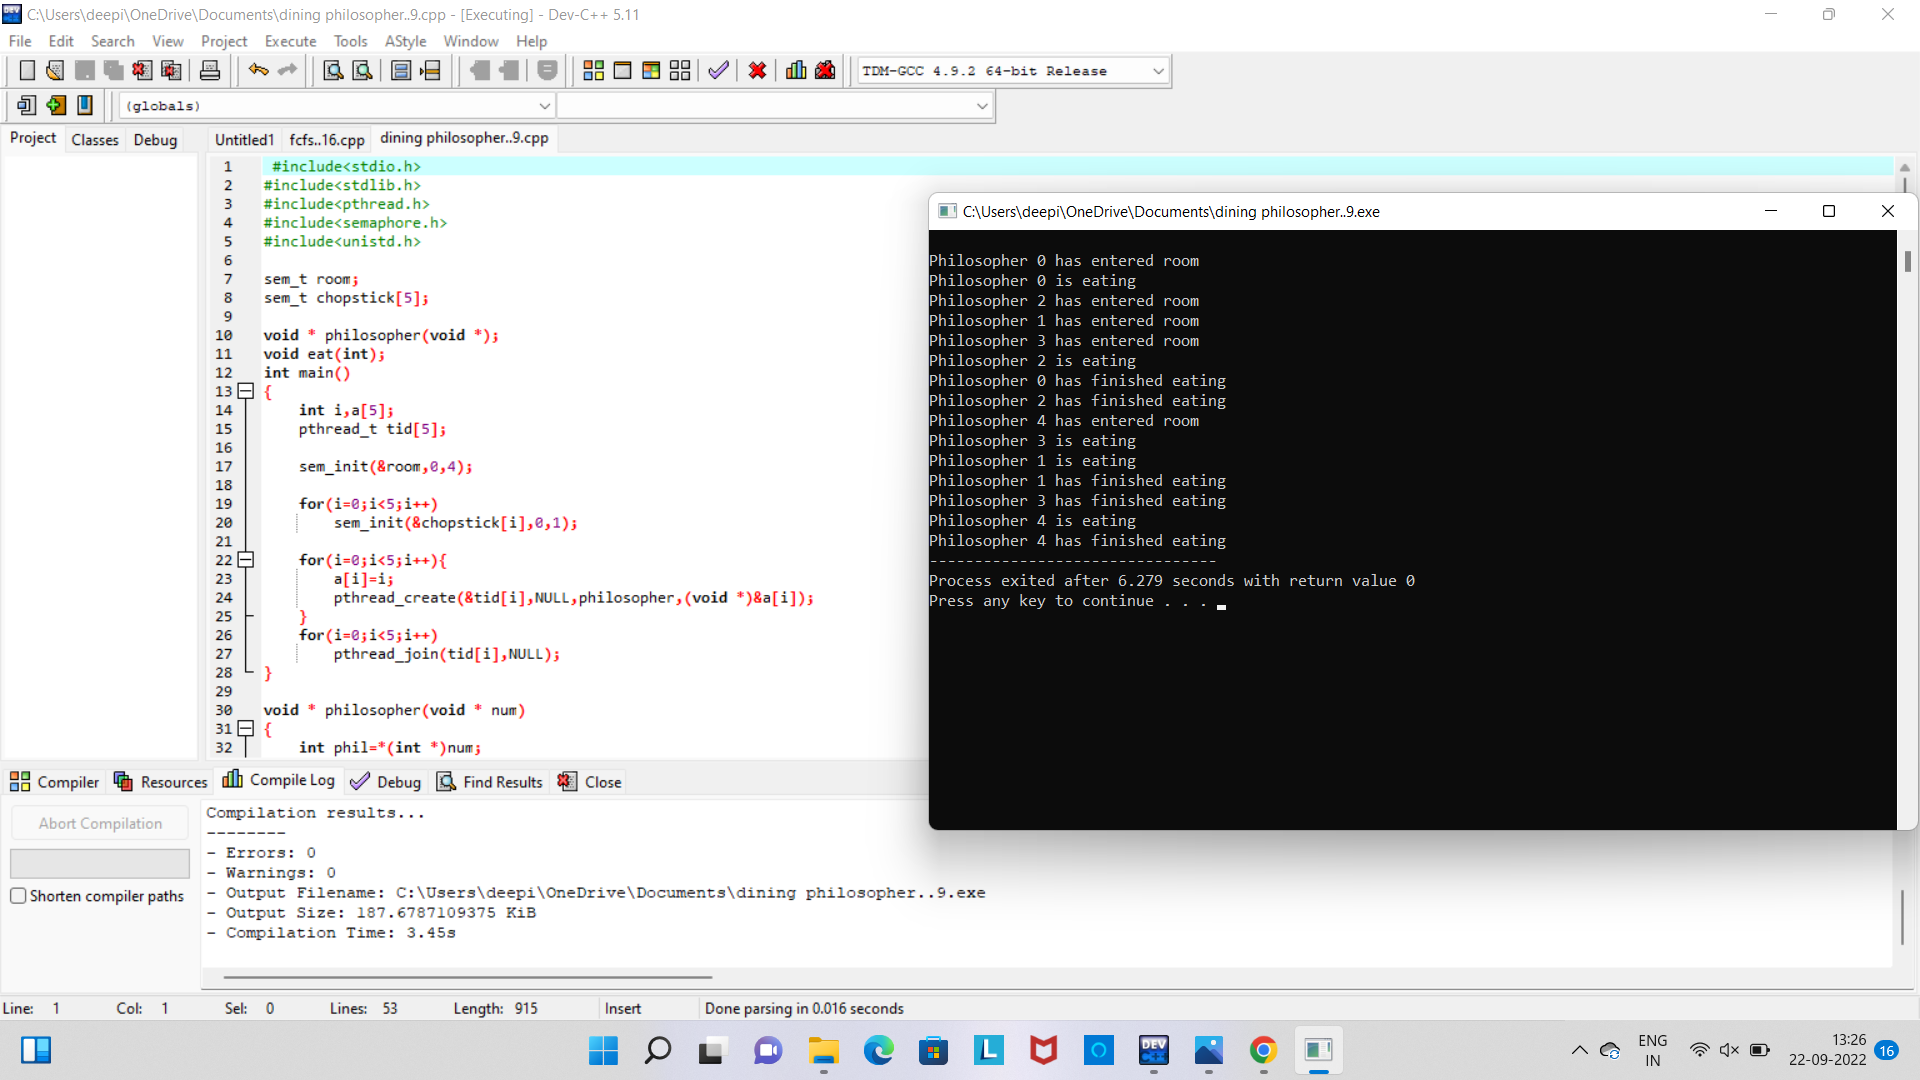 C:\Users\deepi\OneDrive\Documents\dining philosopher..9.cpp - [Executing] - Dev-C++ 5.11
File Edit Search View Project Execute Tools AStyle Window Help
TDM-GCC 4.9.2 64-bit Release
(globals)
Project Classes Debug
Untitled1 fcfs..16.cpp dining philosopher..9.cpp
1 #include<stdio.h>
2 #include<stdlib.h>
3 #include<pthread.h>
4 #include<semaphore.h>
5 #include<unistd.h>
6
7 sem_t room;
8 sem_t chopstick[5];
9
10 void * philosopher(void *);
11 void eat(int);
12 int main()
13 {
14 int i,a[5];
15 pthread_t tid[5];
16
17 sem_init(&room,0,4);
18
19 for(i=0;i<5;i++)
20 sem_init(&chopstick[i],0,1);
21
22 for(i=0;i<5;i++){
23 a[i]=i;
24 pthread_create(&tid[i],NULL,philosopher,(void *)&a[i]);
25 }
26 for(i=0;i<5;i++)
27 pthread_join(tid[i],NULL);
28 }
29
30 void * philosopher(void * num)
31 {
32 int phil=*(int *)num;
C:\Users\deepi\OneDrive\Documents\dining philosopher..9.exe
Philosopher 0 has entered room
Philosopher 0 is eating
Philosopher 2 has entered room
Philosopher 1 has entered room
Philosopher 3 has entered room
Philosopher 2 is eating
Philosopher 0 has finished eating
Philosopher 2 has finished eating
Philosopher 4 has entered room
Philosopher 3 is eating
Philosopher 1 is eating
Philosopher 1 has finished eating
Philosopher 3 has finished eating
Philosopher 4 is eating
Philosopher 4 has finished eating
--------------------------------
Process exited after 6.279 seconds with return value 0
Press any key to continue . . .
Compiler Resources Compile Log Debug Find Results Close
Abort Compilation
Shorten compiler paths
Compilation results...
--------
- Errors: 0
- Warnings: 0
- Output Filename: C:\Users\deepi\OneDrive\Documents\dining philosopher..9.exe
- Output Size: 187.6787109375 KiB
- Compilation Time: 3.45s
Line: 1 Col: 1 Sel: 0 Lines: 53 Length: 915 Insert Done parsing in 0.016 seconds
ENG
IN
13:26
22-09-2022
16